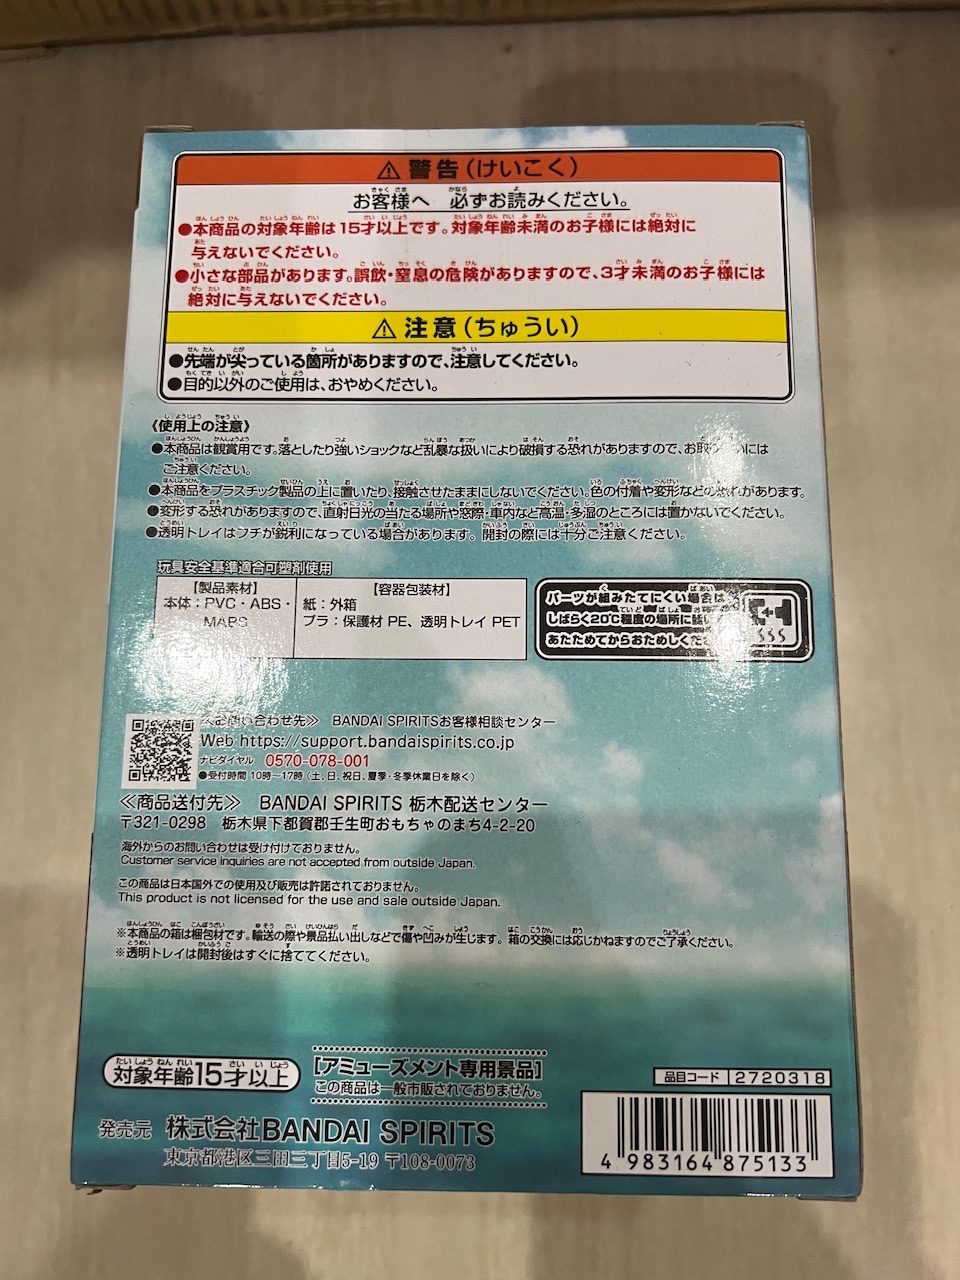 ⚠警告(けいこく)
お客様へ 必ずお読みください。
●本商品の対象年齢は15才以上です。対象年齢未満のお子様には絶対に
与えないでください。
●小さな部品があります。誤飲・窒息の危険がありますので、3才未満のお子様には
絶対に与えないでください。
⚠注意(ちゅうい)
●先端が尖っている箇所がありますので、注意してください。
●目的以外のご使用は、おやめください。
《使用上の注意》
●本商品は観賞用です。落としたり強いショックなど乱暴な扱いにより破損する恐れがありますので、お取り扱いには
ご注意ください。
●本商品をプラスチック製品の上に置いたり、接触させたままにしないでください。色の付着や変形などの恐れがあります。
●変形する恐れがありますので、直射日光の当たる場所や窓際・車内など高温・多湿のところには置かないでください。
●透明トレイはフチが鋭利になっている場合があります。開封の際には十分ご注意ください。
玩具安全基準適合可塑剤使用
【製品素材】
本体:PVC・ABS・
MABS
【容器包装材】
紙:外箱
プラ:保護材 PE、透明トレイ PET
パーツが組みたてにくい場合は
しばらく20℃程度の場所に
あたためてからおためしくだ
≪お問い合わせ先≫ BANDAI SPIRITSお客様相談センター
Web https://support.bandaispirits.co.jp
ナビダイヤル 0570-078-001
●受付時間 10時～17時(土、日、祝日、夏季・冬季休業日を除く)
≪商品送付先≫ BANDAI SPIRITS 栃木配送センター
〒321-0298 栃木県下都賀郡壬生町おもちゃのまち4-2-20
海外からのお問い合わせは受け付けておりません。
Customer service inquiries are not accepted from outside Japan.
この商品は日本国外での使用及び販売は許諾されておりません。
This product is not licensed for the use and sale outside Japan.
※本商品の箱は梱包材です。輸送の際や景品払い出しなどで傷や凹みが生じます。箱の交換には応じかねますのでご了承ください。
※透明トレイは開封後はすぐに捨ててください。
対象年齢15才以上
[アミューズメント専用景品]
この商品は一般市販されておりません。
品目コード 2720318
発売元 株式会社BANDAI SPIRITS
東京都港区三田三丁目5-19 〒108-0073
4 983164 875133